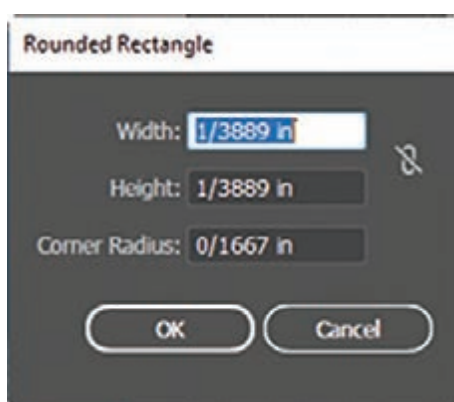 Rounded Rectangle
Width: 1/3889 in
Height: 1/3889 in
Corner Radius: 0/1667 in
OK Cancel